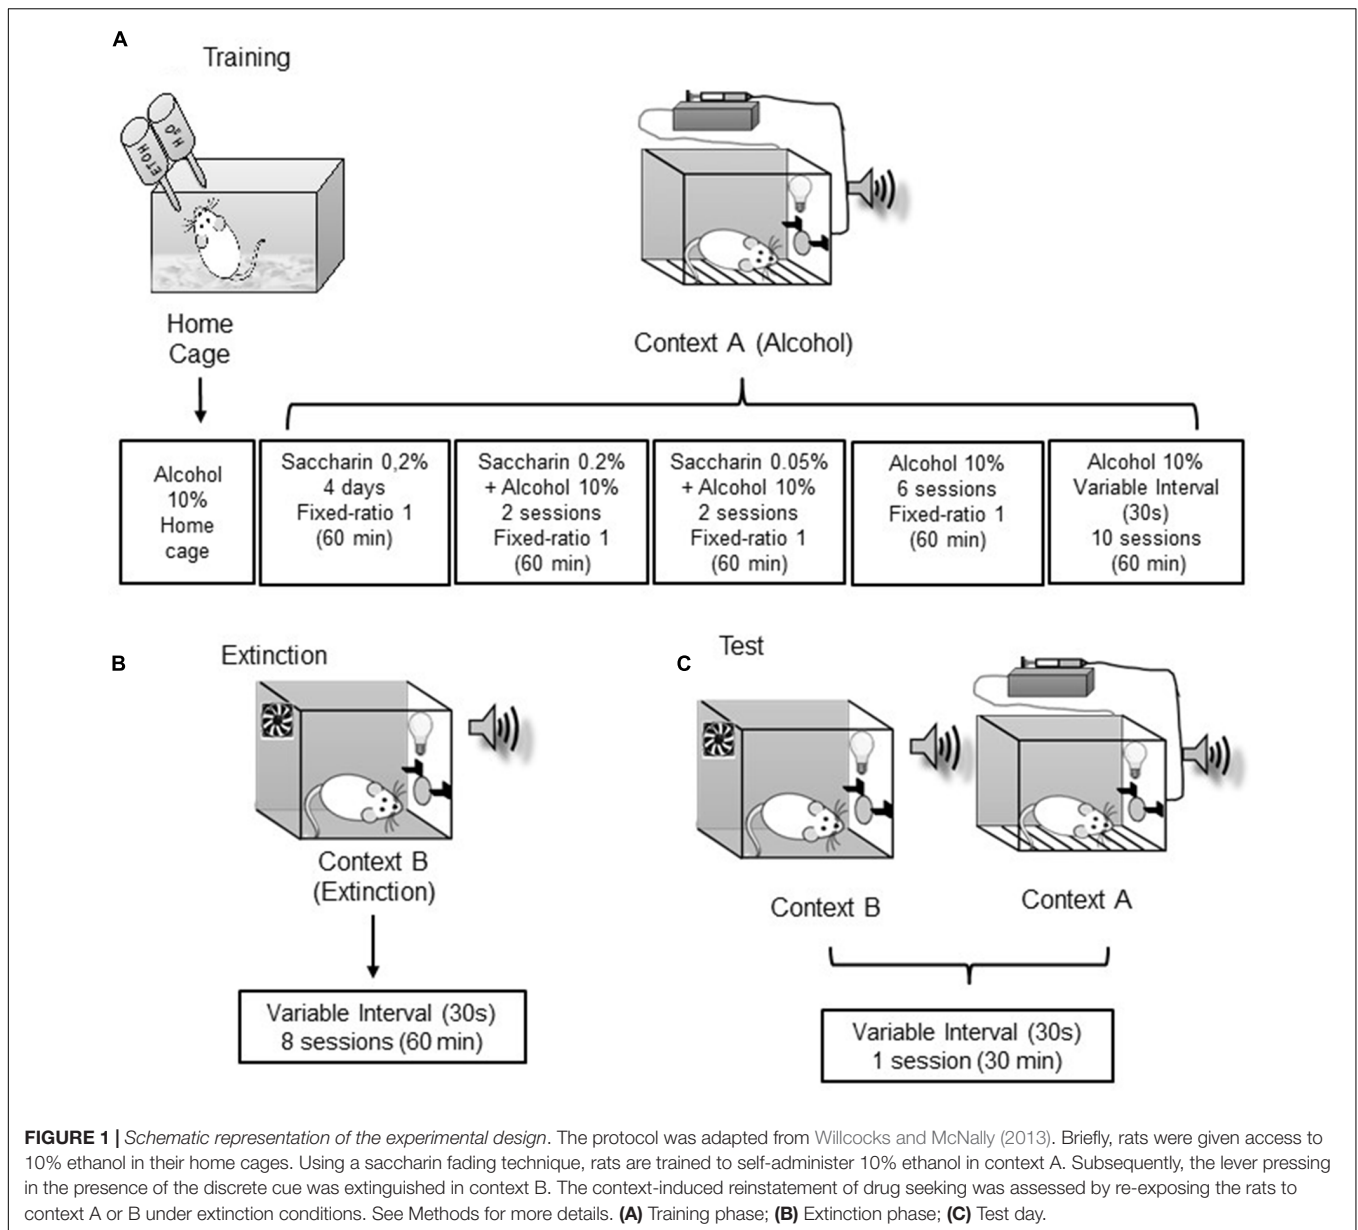 A
Training
ETOH
H2O
Home
Cage
Context A (Alcohol)
Alcohol
10%
Home
cage
Saccharin 0,2%
4 days
Fixed-ratio 1
(60 min)
Saccharin 0.2%
+ Alcohol 10%
2 sessions
Fixed-ratio 1
(60 min)
Saccharin 0.05%
+ Alcohol 10%
2 sessions
Fixed-ratio 1
(60 min)
Alcohol 10%
6 sessions
Fixed-ratio 1
(60 min)
Alcohol 10%
Variable Interval
(30s)
10 sessions
(60 min)
B
Extinction
Context B
(Extinction)
Variable Interval (30s)
8 sessions (60 min)
C
Test
Context B
Context A
Variable Interval (30s)
1 session (30 min)
FIGURE 1 | Schematic representation of the experimental design. The protocol was adapted from Willcocks and McNally (2013). Briefly, rats were given access to
10% ethanol in their home cages. Using a saccharin fading technique, rats are trained to self-administer 10% ethanol in context A. Subsequently, the lever pressing
in the presence of the discrete cue was extinguished in context B. The context-induced reinstatement of drug seeking was assessed by re-exposing the rats to
context A or B under extinction conditions. See Methods for more details. (A) Training phase; (B) Extinction phase; (C) Test day.